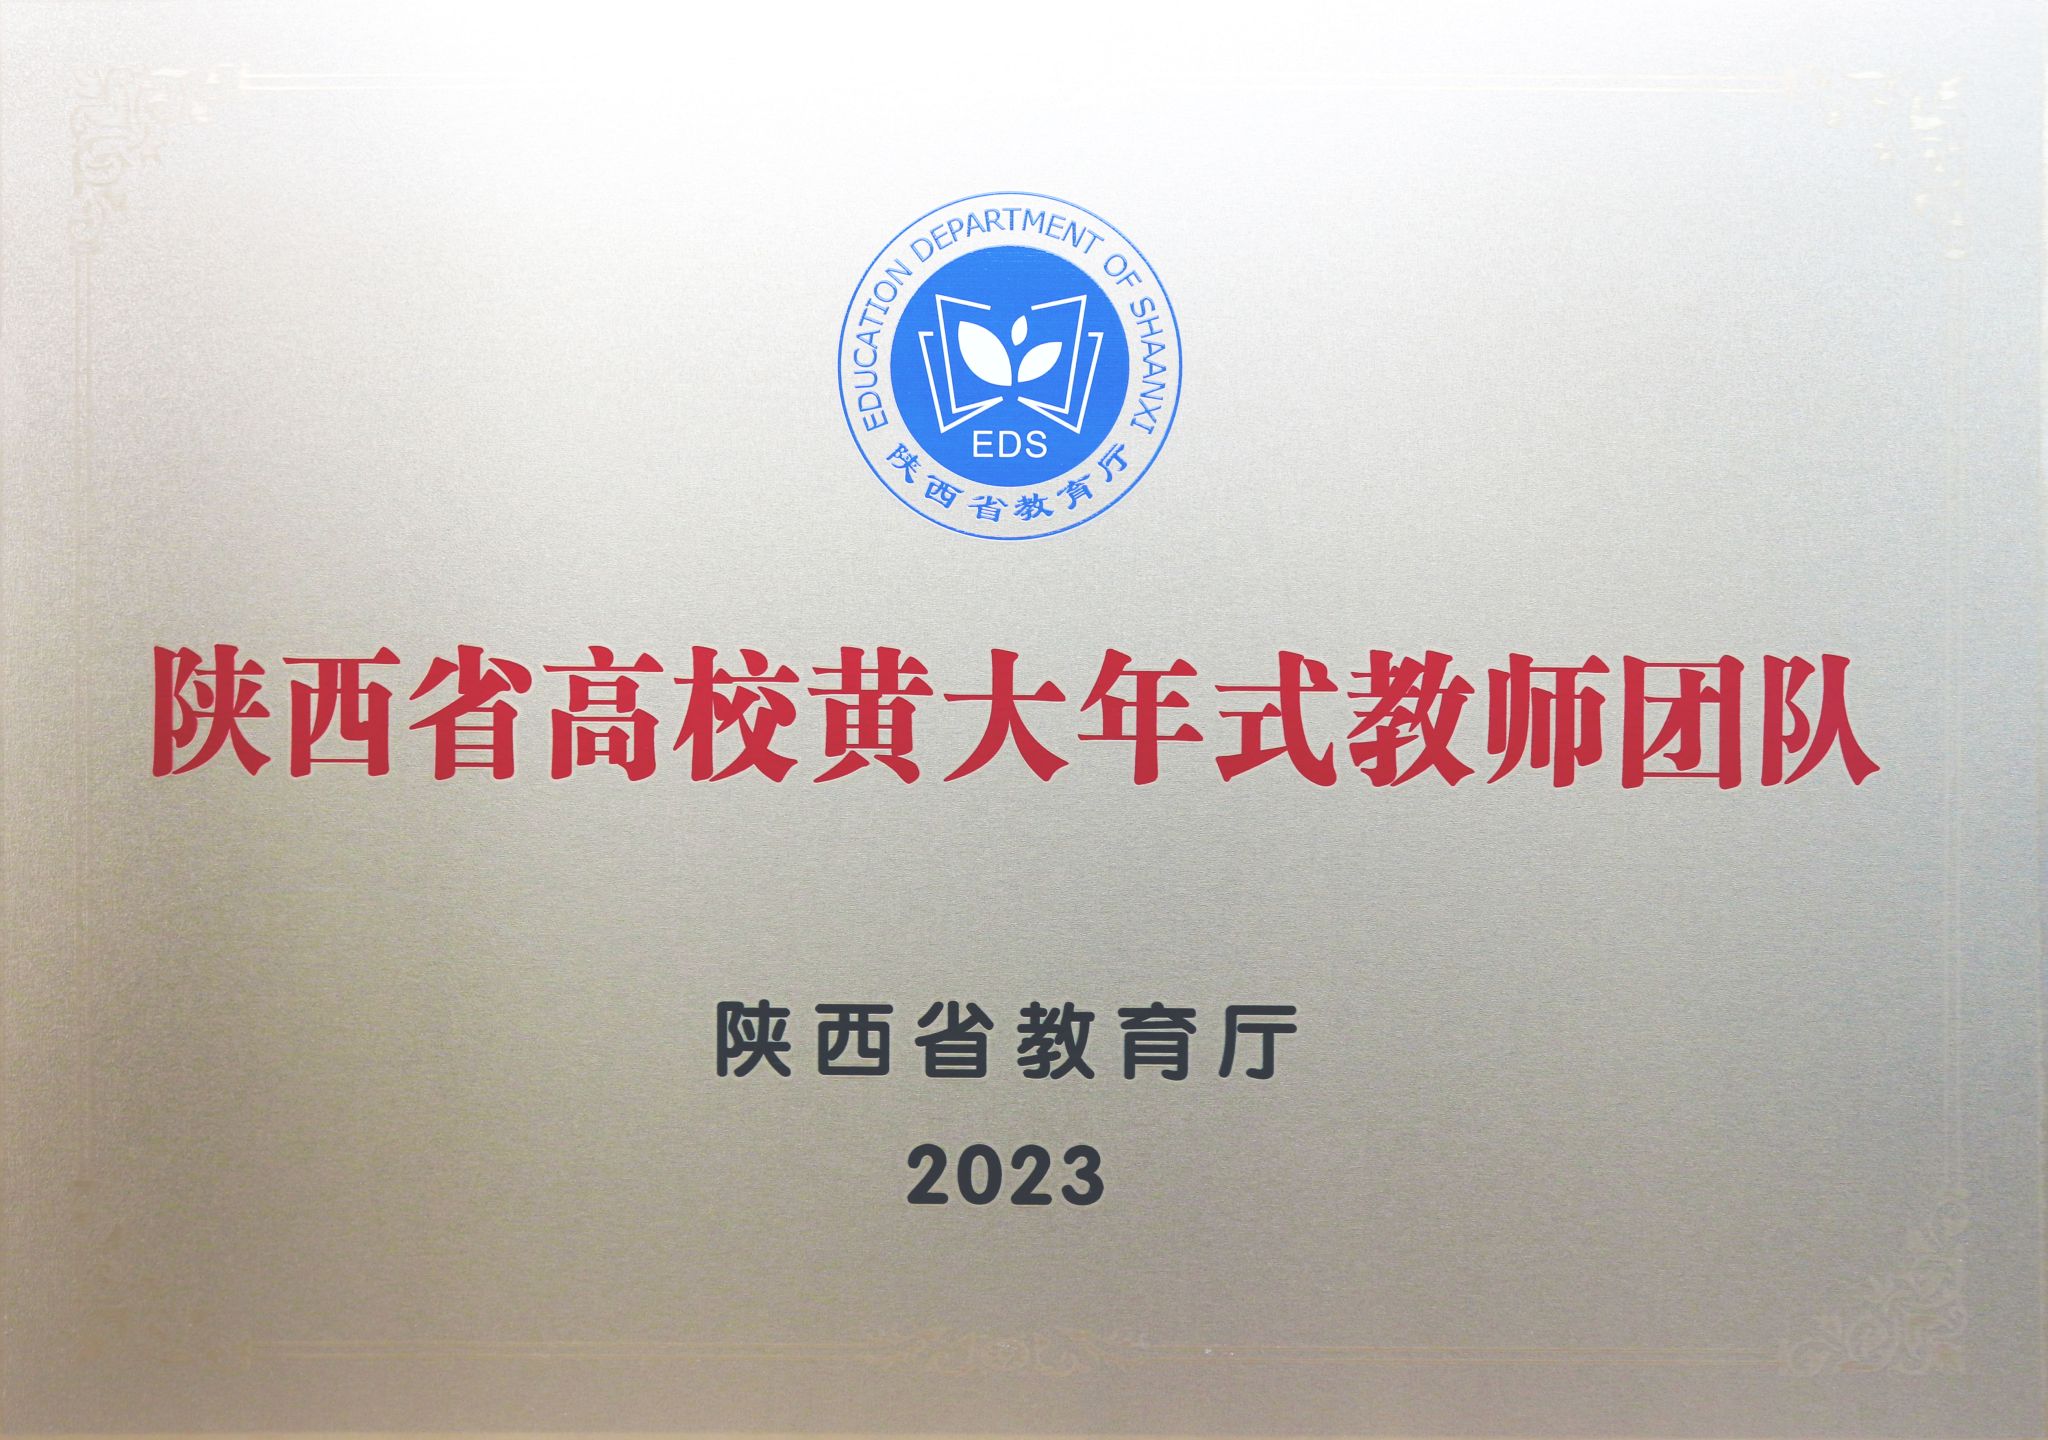 EDUCATION DEPARTMENT OF SHAANXI
EDS
陕西省教育厅
陕西省高校黄大年式教师团队
陕西省教育厅
2023